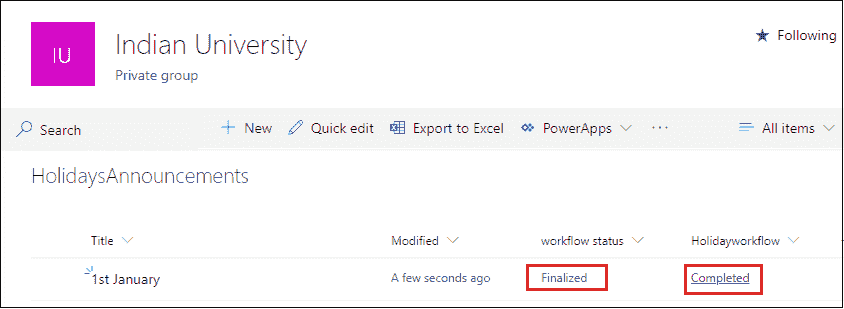 IU
Indian University
Private group
Following
Search New Quick edit Export to Excel PowerApps ... All items
HolidaysAnnouncements
Title Modified workflow status Holidayworkflow
1st January A few seconds ago Finalized Completed